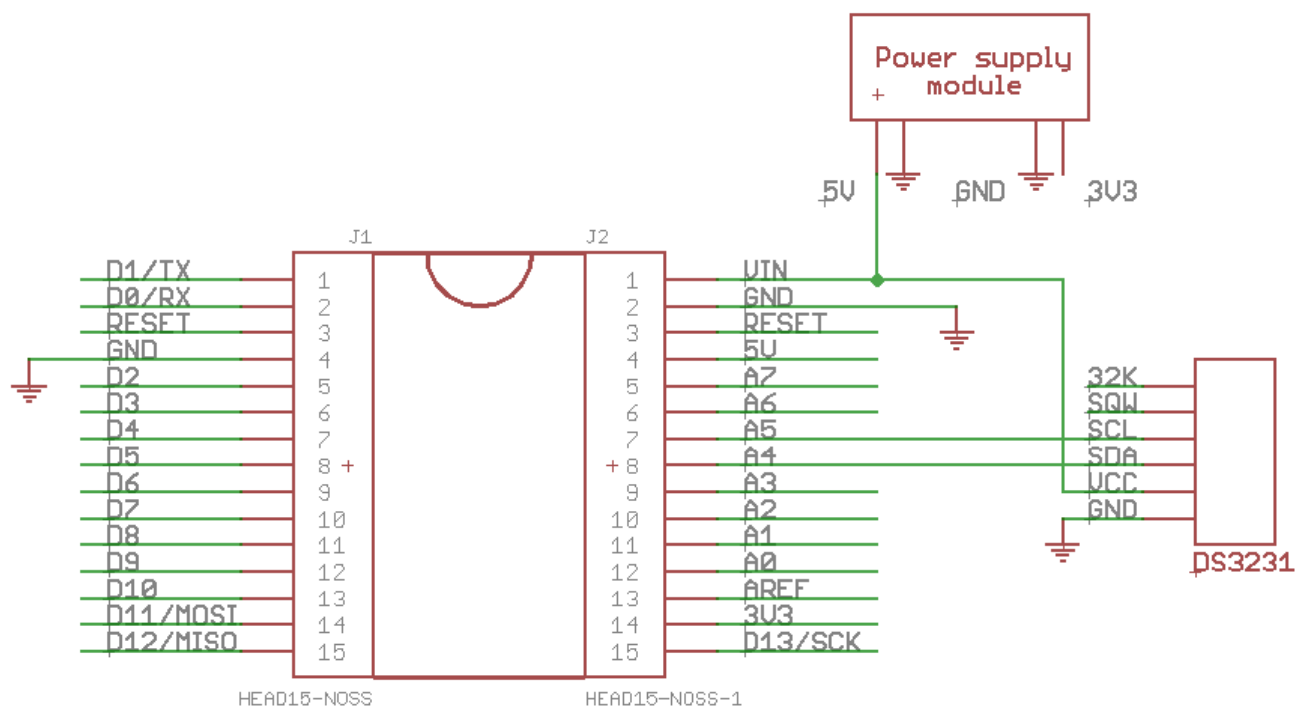 Power supply
module
+
5V
GND
3V3
J1
J2
D1/TX
1
1
VIN
D0/RX
2
2
GND
RESET
3
3
RESET
GND
4
4
5V
D2
5
5
A7
32K
D3
6
6
A6
SQW
D4
7
7
A5
SCL
D5
8 +
+ 8
A4
SDA
D6
9
9
A3
VCC
D7
10
10
A2
GND
D8
11
11
A1
D9
12
12
A0
DS3231
D10
13
13
AREF
D11/MOSI
14
14
3V3
D12/MISO
15
15
D13/SCK
HEAD15-NOSS
HEAD15-NOSS-1